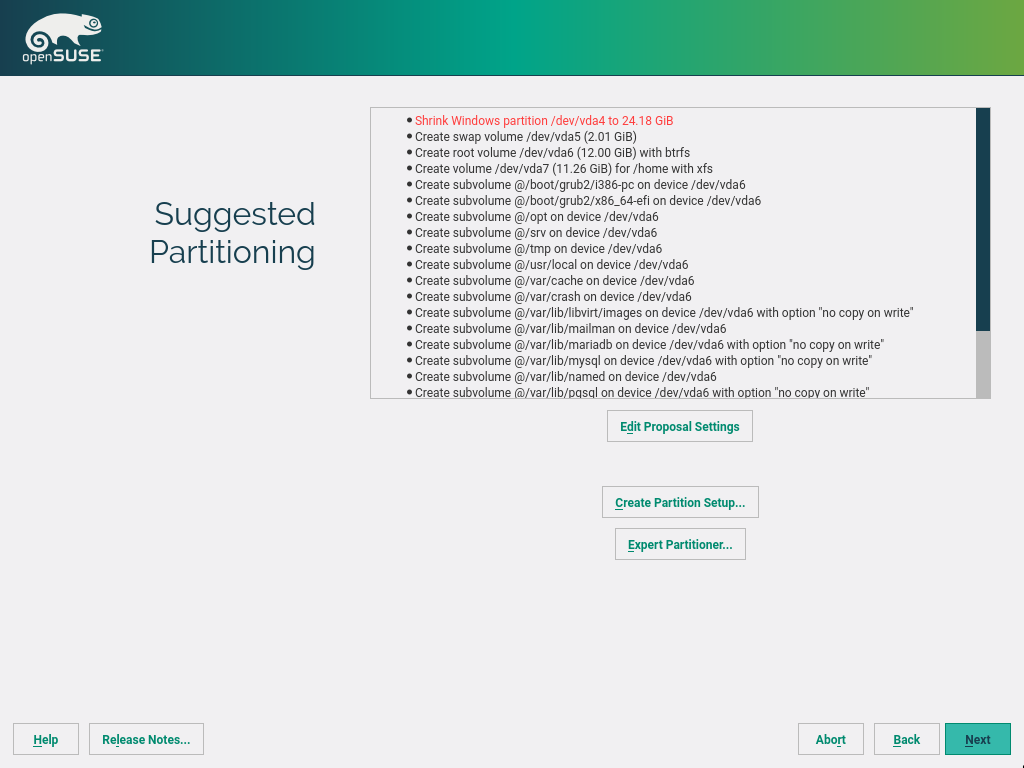 openSUSE
Suggested
Partitioning
Shrink Windows partition /dev/vda4 to 24.18 GiB
Create swap volume /dev/vda5 (2.01 GiB)
Create root volume /dev/vda6 (12.00 GiB) with btrfs
Create volume /dev/vda7 (11.26 GiB) for /home with xfs
Create subvolume @/boot/grub2/i386-pc on device /dev/vda6
Create subvolume @/boot/grub2/x86_64-efi on device /dev/vda6
Create subvolume @/opt on device /dev/vda6
Create subvolume @/srv on device /dev/vda6
Create subvolume @/tmp on device /dev/vda6
Create subvolume @/usr/local on device /dev/vda6
Create subvolume @/var/cache on device /dev/vda6
Create subvolume @/var/crash on device /dev/vda6
Create subvolume @/var/lib/libvirt/images on device /dev/vda6 with option "no copy on write"
Create subvolume @/var/lib/mailman on device /dev/vda6
Create subvolume @/var/lib/mariadb on device /dev/vda6 with option "no copy on write"
Create subvolume @/var/lib/mysql on device /dev/vda6 with option "no copy on write"
Create subvolume @/var/lib/named on device /dev/vda6
Create subvolume @/var/lib/pgsql on device /dev/vda6 with option "no copy on write"
Edit Proposal Settings
Create Partition Setup...
Expert Partitioner...
Help
Release Notes...
Abort
Back
Next